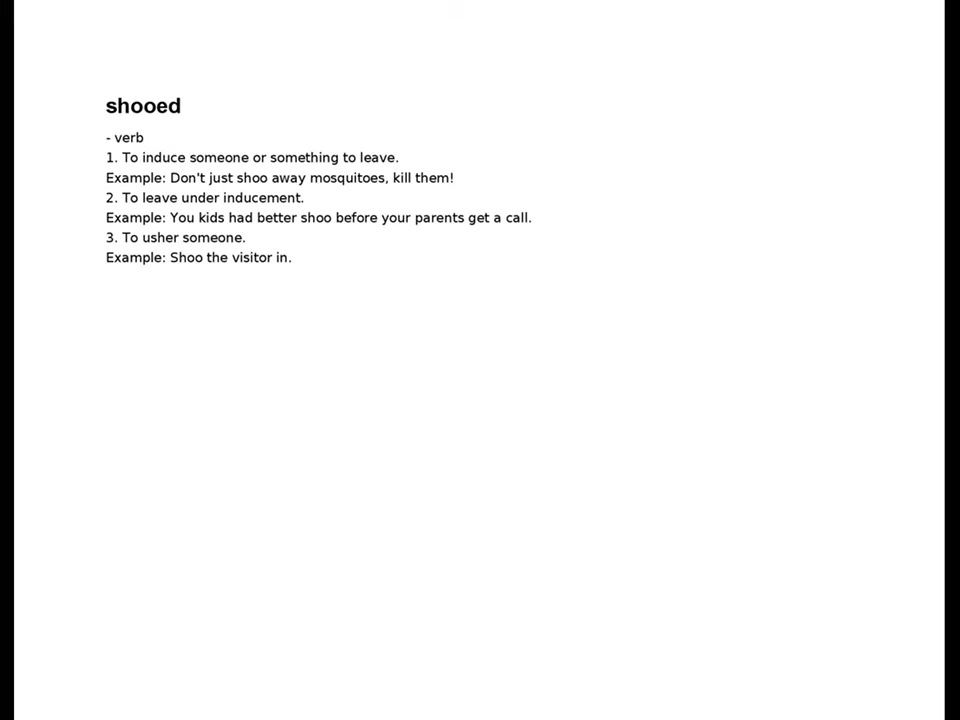 shooed
- verb
1. To induce someone or something to leave.
Example: Don't just shoo away mosquitoes, kill them!
2. To leave under inducement.
Example: You kids had better shoo before your parents get a call.
3. To usher someone.
Example: Shoo the visitor in.